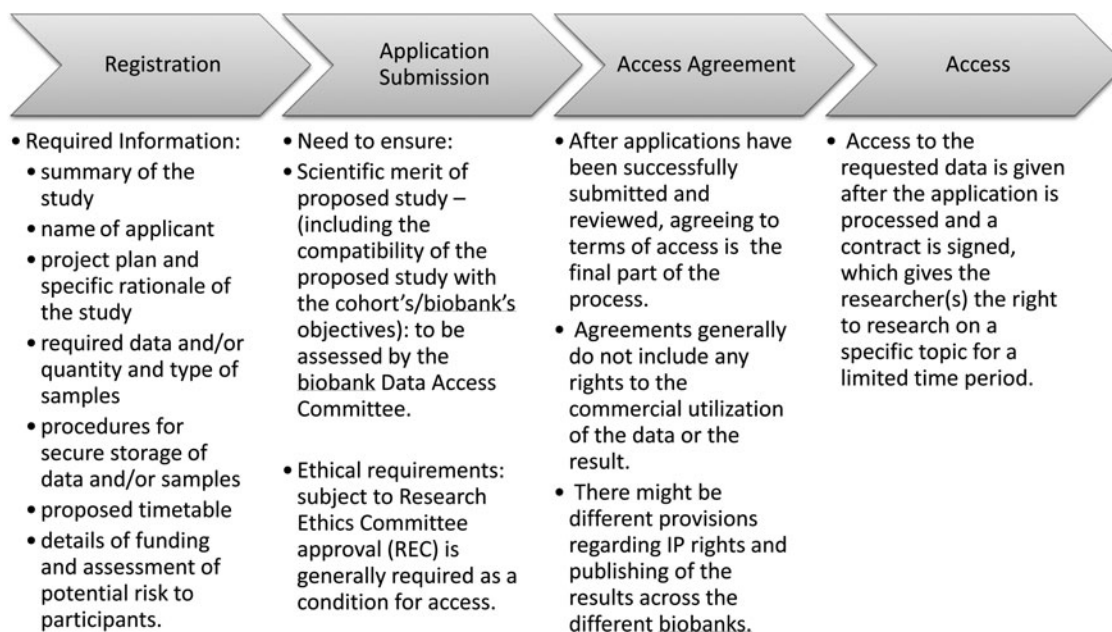 Registration
Application
Submission
Access Agreement
Access
• Required Information:
• summary of the
study
• name of applicant
• project plan and
specific rationale of
the study
• required data and/or
quantity and type of
samples
• procedures for
secure storage of
data and/or samples
• proposed timetable
• details of funding
and assessment of
potential risk to
participants.
• Need to ensure:
• Scientific merit of
proposed study –
(including the
compatibility of the
proposed study with
the cohort's/biobank's
objectives): to be
assessed by the
biobank Data Access
Committee.
• Ethical requirements:
subject to Research
Ethics Committee
approval (REC) is
generally required as a
condition for access.
• After applications have
been successfully
submitted and
reviewed, agreeing to
terms of access is the
final part of the
process.
• Agreements generally
do not include any
rights to the
commercial utilization
of the data or the
result.
• There might be
different provisions
regarding IP rights and
publishing of the
results across the
different biobanks.
• Access to the
requested data is given
after the application is
processed and a
contract is signed,
which gives the
researcher(s) the right
to research on a
specific topic for a
limited time period.